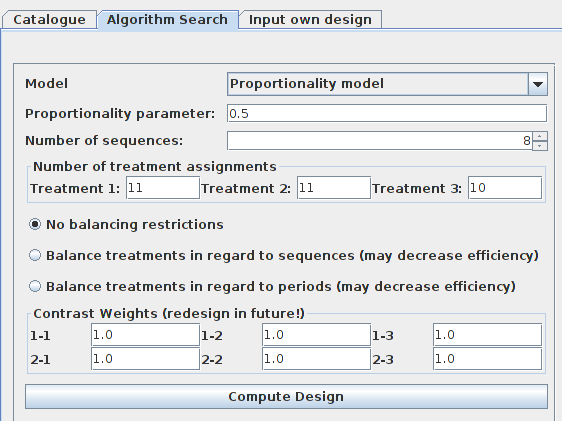 Catalogue Algorithm Search Input own design
Model Proportionality model
Proportionality parameter: 0.5
Number of sequences: 8
Number of treatment assignments
Treatment 1: 11 Treatment 2: 11 Treatment 3: 10
No balancing restrictions
Balance treatments in regard to sequences (may decrease efficiency)
Balance treatments in regard to periods (may decrease efficiency)
Contrast Weights (redesign in future!)
1-1 1.0 1-2 1.0 1-3 1.0
2-1 1.0 2-2 1.0 2-3 1.0
Compute Design